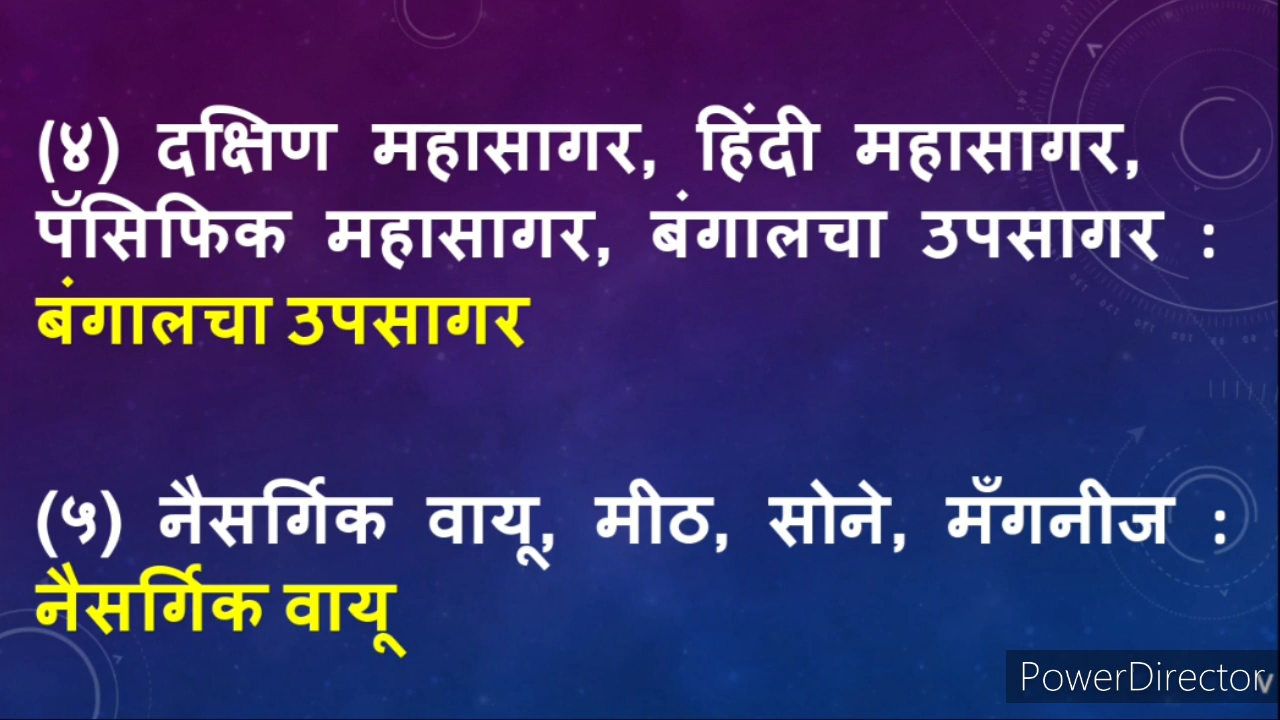 (४) दक्षिण महासागर, हिंदी महासागर,
पॅसिफिक महासागर, बंगालचा उपसागर :
बंगालचा उपसागर
(५) नैसर्गिक वायू, मीठ, सोने, मँगनीज :
नैसर्गिक वायू
PowerDirector